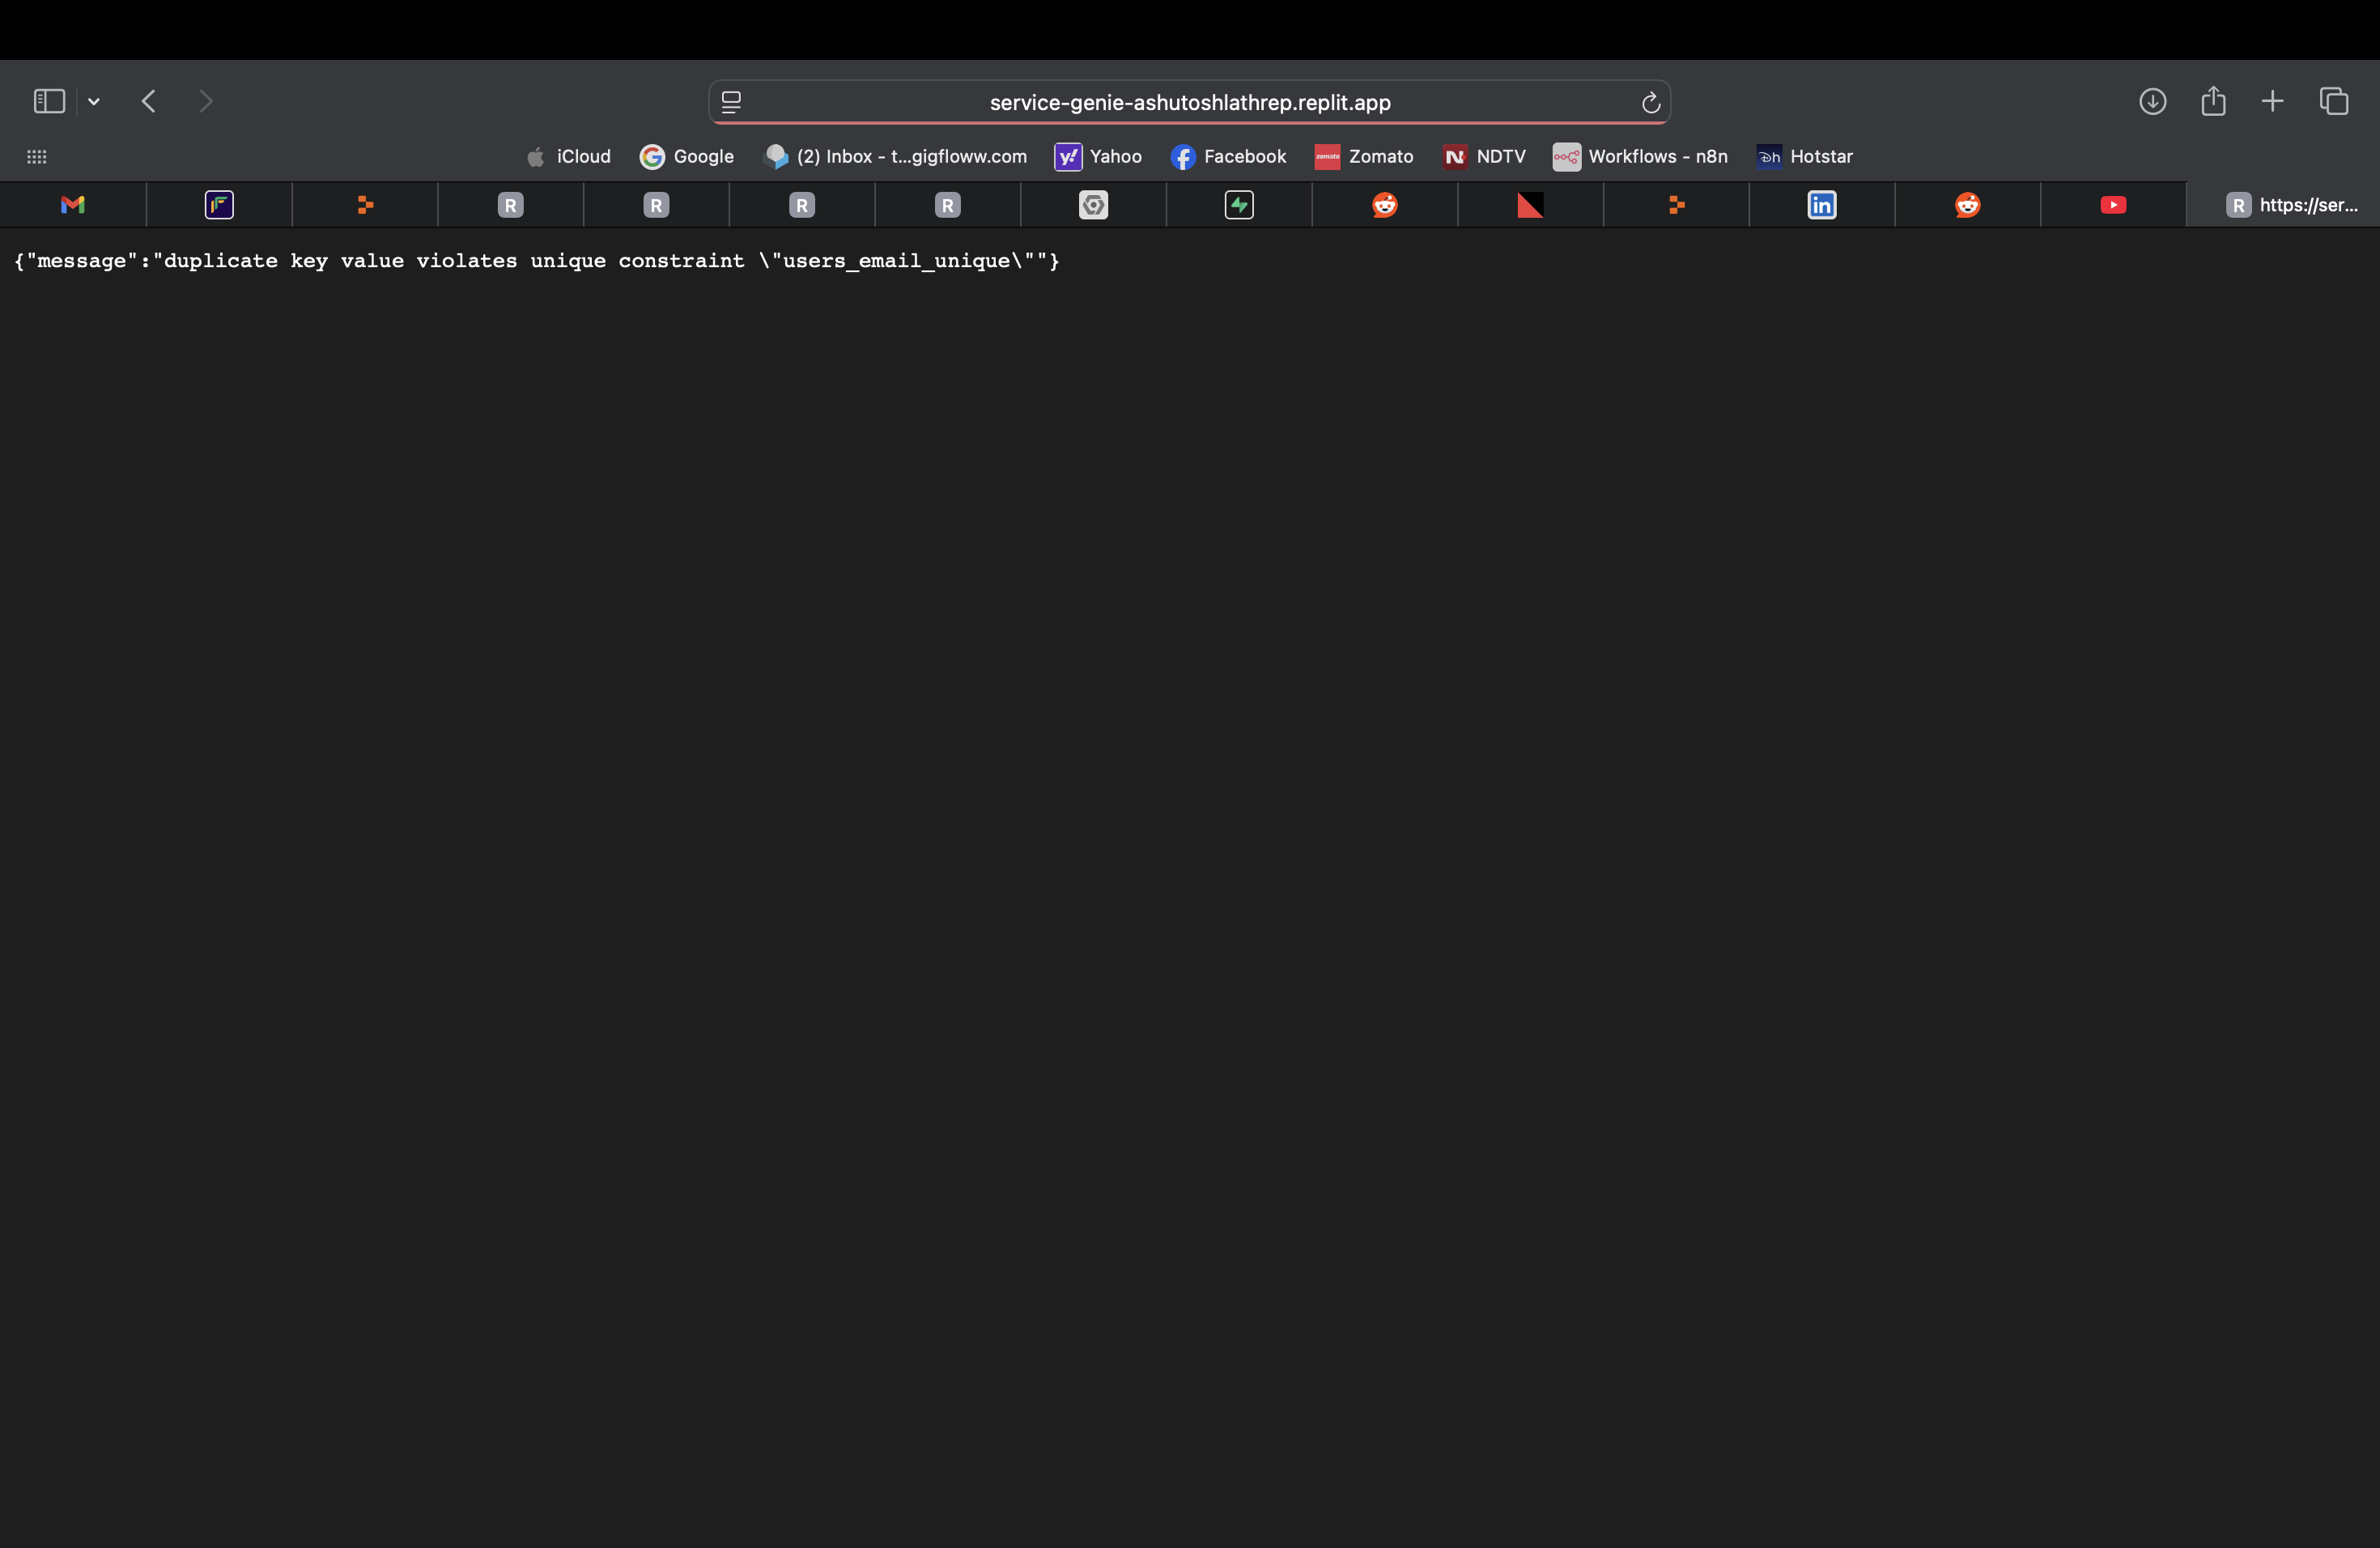 service-genie-ashutoshlathrep.replit.app
iCloud
Google
(2) Inbox - t...gigfloww.com
Yahoo
Facebook
zomato
Zomato
NDTV
Workflows - n8n
Hotstar
R
R
R
R
in
R
https://ser...
{"message":"duplicate key value violates unique constraint \"users_email_unique\""}